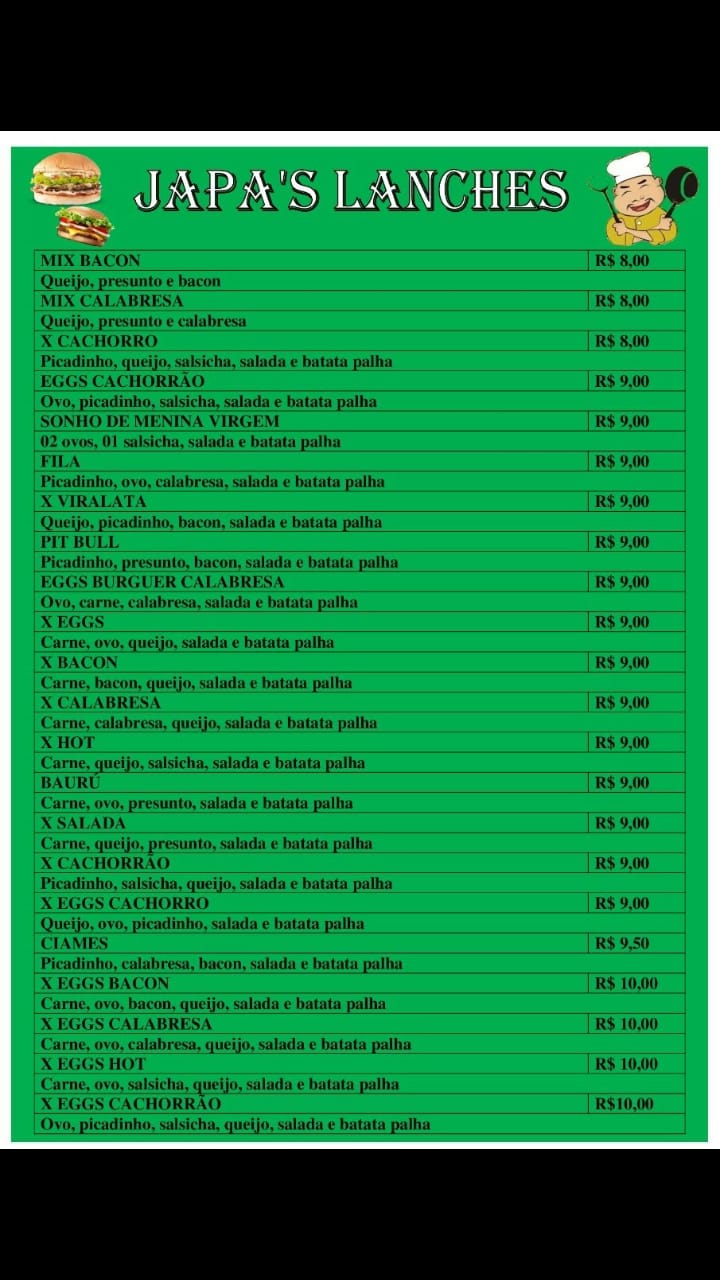 JAPA'S LANCHES
MIX BACON R$ 8,00
Queijo, presunto e bacon
MIX CALABRESA R$ 8,00
Queijo, presunto e calabresa
X CACHORRO R$ 8,00
Picadinho, queijo, salsicha, salada e batata palha
EGGS CACHORRÃO R$ 9,00
Ovo, picadinho, salsicha, salada e batata palha
SONHO DE MENINA VIRGEM R$ 9,00
02 ovos, 01 salsicha, salada e batata palha
FILA R$ 9,00
Picadinho, ovo, calabresa, salada e batata palha
X VIRALATA R$ 9,00
Queijo, picadinho, bacon, salada e batata palha
PIT BULL R$ 9,00
Picadinho, presunto, bacon, salada e batata palha
EGGS BURGUER CALABRESA R$ 9,00
Ovo, carne, calabresa, salada e batata palha
X EGGS R$ 9,00
Carne, ovo, queijo, salada e batata palha
X BACON R$ 9,00
Carne, bacon, queijo, salada e batata palha
X CALABRESA R$ 9,00
Carne, calabresa, queijo, salada e batata palha
X HOT R$ 9,00
Carne, queijo, salsicha, salada e batata palha
BAURÚ R$ 9,00
Carne, ovo, presunto, salada e batata palha
X SALADA R$ 9,00
Carne, queijo, presunto, salada e batata palha
X CACHORRÃO R$ 9,00
Picadinho, salsicha, queijo, salada e batata palha
X EGGS CACHORRO R$ 9,00
Queijo, ovo, picadinho, salada e batata palha
CIAMES R$ 9,50
Picadinho, calabresa, bacon, salada e batata palha
X EGGS BACON R$ 10,00
Carne, ovo, bacon, queijo, salada e batata palha
X EGGS CALABRESA R$ 10,00
Carne, ovo, calabresa, queijo, salada e batata palha
X EGGS HOT R$ 10,00
Carne, ovo, salsicha, queijo, salada e batata palha
X EGGS CACHORRÃO R$10,00
Ovo, picadinho, salsicha, queijo, salada e batata palha